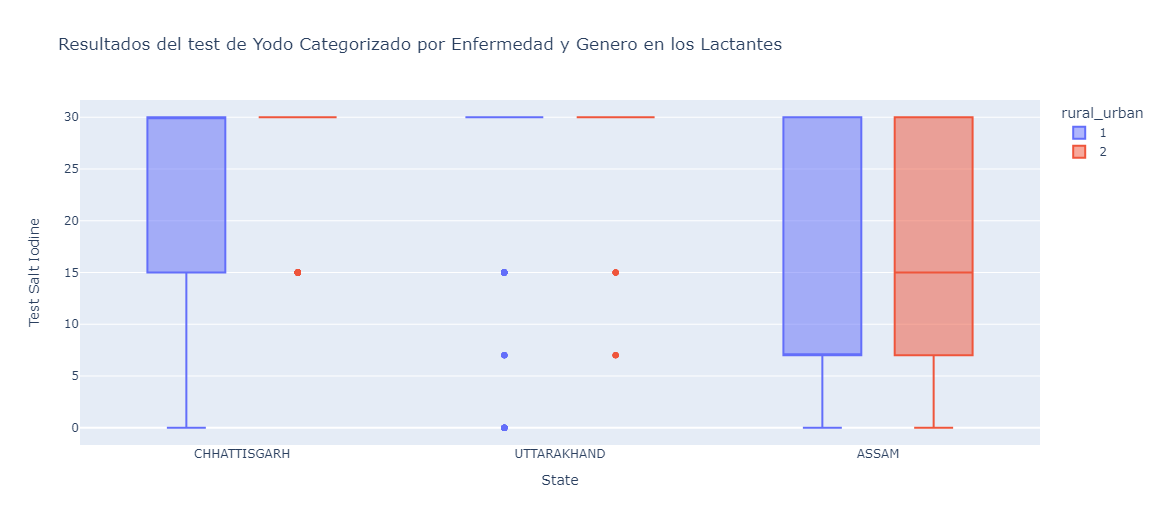 Resultados del test de Yodo Categorizado por Enfermedad y Genero en los Lactantes
rural_urban
1
2
30
25
20
15
10
5
0
Test Salt Iodine
CHHATTISGARH
UTTARAKHAND
ASSAM
State